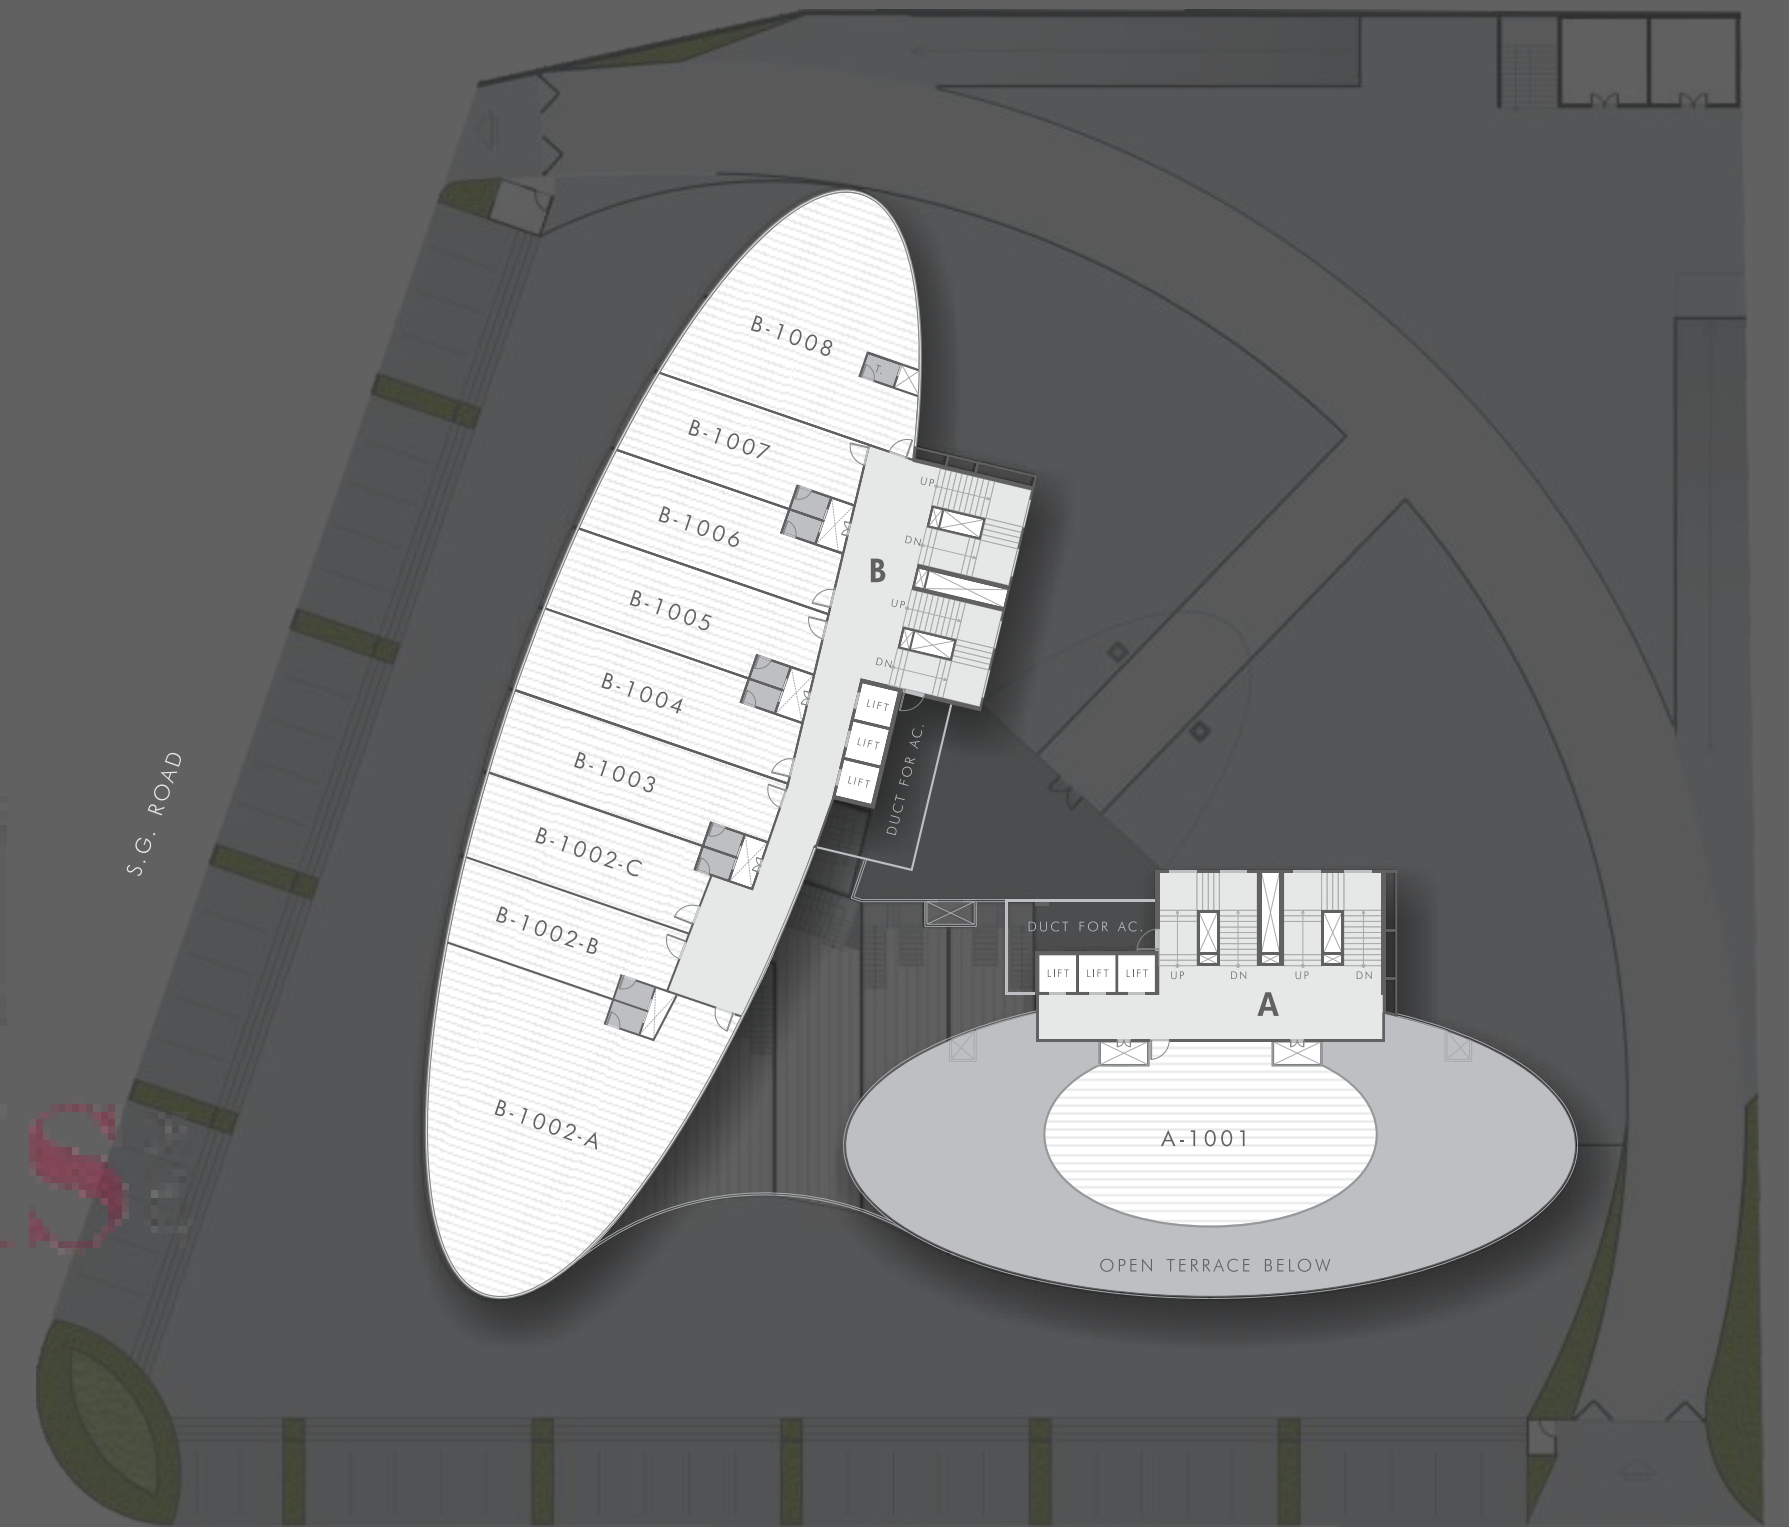 B-1008
T.
B-1007
UP
B-1006
DN
B
B-1005
UP
DN
B-1004
LIFT
LIFT
LIFT
DUCT FOR AC.
B-1003
S.G. ROAD
B-1002-C
B-1002-B
DUCT FOR AC.
LIFT LIFT LIFT
UP DN UP DN
A
B-1002-A
A-1001
S
OPEN TERRACE BELOW